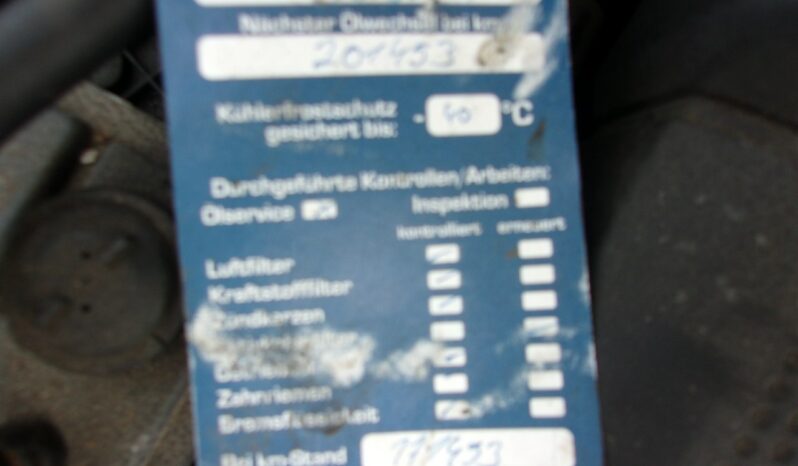 Nächster Ölwechsel bei km:
201453
Kühlerfrostschutz
gesichert bis: - 40 °C
Durchgeführte Kontrollen/Arbeiten:
Ölservice Inspektion
kontrolliert erneuert
Luftfilter
Kraftstofffilter
Zündkerzen
Zahnriemen
Bremsflüssigkeit
Bei km-Stand